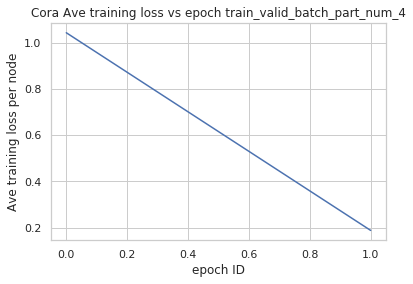 Cora Ave training loss vs epoch train_valid_batch_part_num_4
Ave training loss per node
1.0
0.8
0.6
0.4
0.2
0.0 0.2 0.4 0.6 0.8 1.0
epoch ID